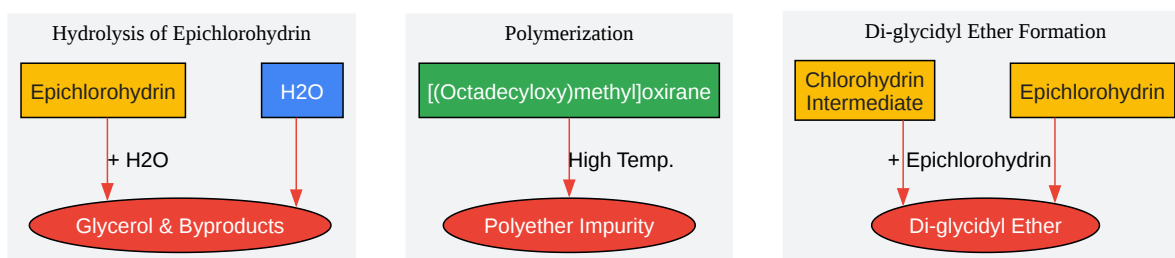 Hydrolysis of Epichlorohydrin
Epichlorohydrin
H2O
+ H2O
Glycerol & Byproducts
Polymerization
[(Octadecyloxy)methyl]oxirane
High Temp.
Polyether Impurity
Di-glycidyl Ether Formation
Chlorohydrin
Intermediate
Epichlorohydrin
+ Epichlorohydrin
Di-glycidyl Ether